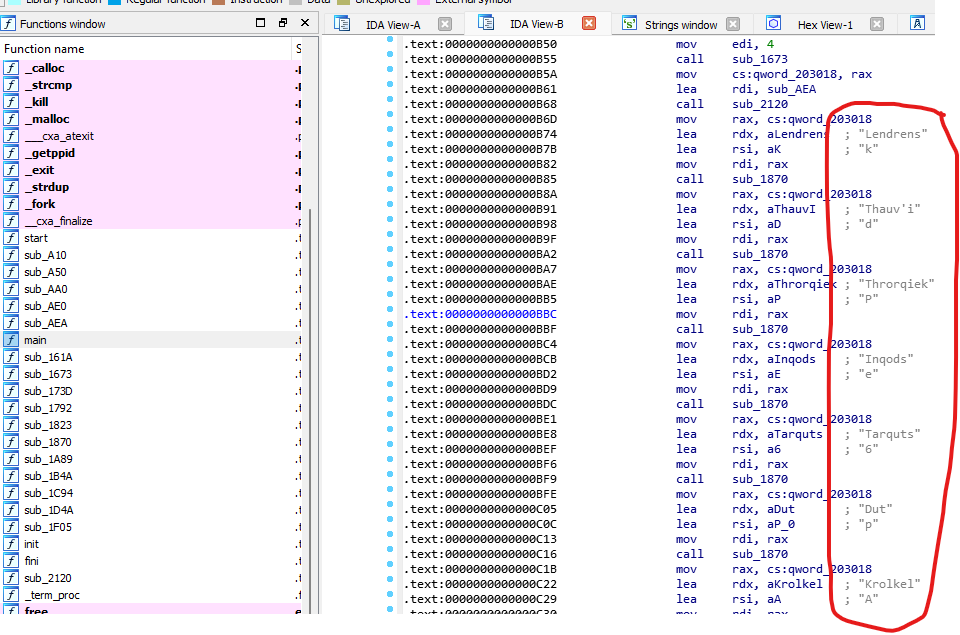 Library function Regular function Instruction Data Unexplored External symbol
Functions window
IDA View-A IDA View-B Strings window Hex View-1
Function name S
_calloc .p
_strcmp .p
_kill .p
_malloc .p
___cxa_atexit .p
_getppid .p
_exit .p
_strdup .p
_fork .p
__cxa_finalize .p
start .t
sub_A10 .t
sub_A50 .t
sub_AA0 .t
sub_AE0 .t
sub_AEA .t
main .t
sub_161A .t
sub_1673 .t
sub_173D .t
sub_1792 .t
sub_1823 .t
sub_1870 .t
sub_1A89 .t
sub_1B4A .t
sub_1C94 .t
sub_1D4A .t
sub_1F05 .t
init .t
fini .t
sub_2120 .t
_term_proc .t
free e
.text:0000000000000B50 mov edi, 4
.text:0000000000000B55 call sub_1673
.text:0000000000000B5A mov cs:qword_203018, rax
.text:0000000000000B61 lea rdi, sub_AEA
.text:0000000000000B68 call sub_2120
.text:0000000000000B6D mov rax, cs:qword_203018
.text:0000000000000B74 lea rdx, aLendrens ; "Lendrens"
.text:0000000000000B7B lea rsi, aK ; "k"
.text:0000000000000B82 mov rdi, rax
.text:0000000000000B85 call sub_1870
.text:0000000000000B8A mov rax, cs:qword_203018
.text:0000000000000B91 lea rdx, aThauvI ; "Thauv'i"
.text:0000000000000B98 lea rsi, aD ; "d"
.text:0000000000000B9F mov rdi, rax
.text:0000000000000BA2 call sub_1870
.text:0000000000000BA7 mov rax, cs:qword_203018
.text:0000000000000BAE lea rdx, aThrorqiek ; "Throrqiek"
.text:0000000000000BB5 lea rsi, aP ; "P"
.text:0000000000000BBC mov rdi, rax
.text:0000000000000BBF call sub_1870
.text:0000000000000BC4 mov rax, cs:qword_203018
.text:0000000000000BCB lea rdx, aInqods ; "Inqods"
.text:0000000000000BD2 lea rsi, aE ; "e"
.text:0000000000000BD9 mov rdi, rax
.text:0000000000000BDC call sub_1870
.text:0000000000000BE1 mov rax, cs:qword_203018
.text:0000000000000BE8 lea rdx, aTarquts ; "Tarquts"
.text:0000000000000BEF lea rsi, a6 ; "6"
.text:0000000000000BF6 mov rdi, rax
.text:0000000000000BF9 call sub_1870
.text:0000000000000BFE mov rax, cs:qword_203018
.text:0000000000000C05 lea rdx, aDut ; "Dut"
.text:0000000000000C0C lea rsi, aP_0 ; "p"
.text:0000000000000C13 mov rdi, rax
.text:0000000000000C16 call sub_1870
.text:0000000000000C1B mov rax, cs:qword_203018
.text:0000000000000C22 lea rdx, aKrolkel ; "Krolkel"
.text:0000000000000C29 lea rsi, aA ; "A"
.text:0000000000000C30 mov rdi, rax